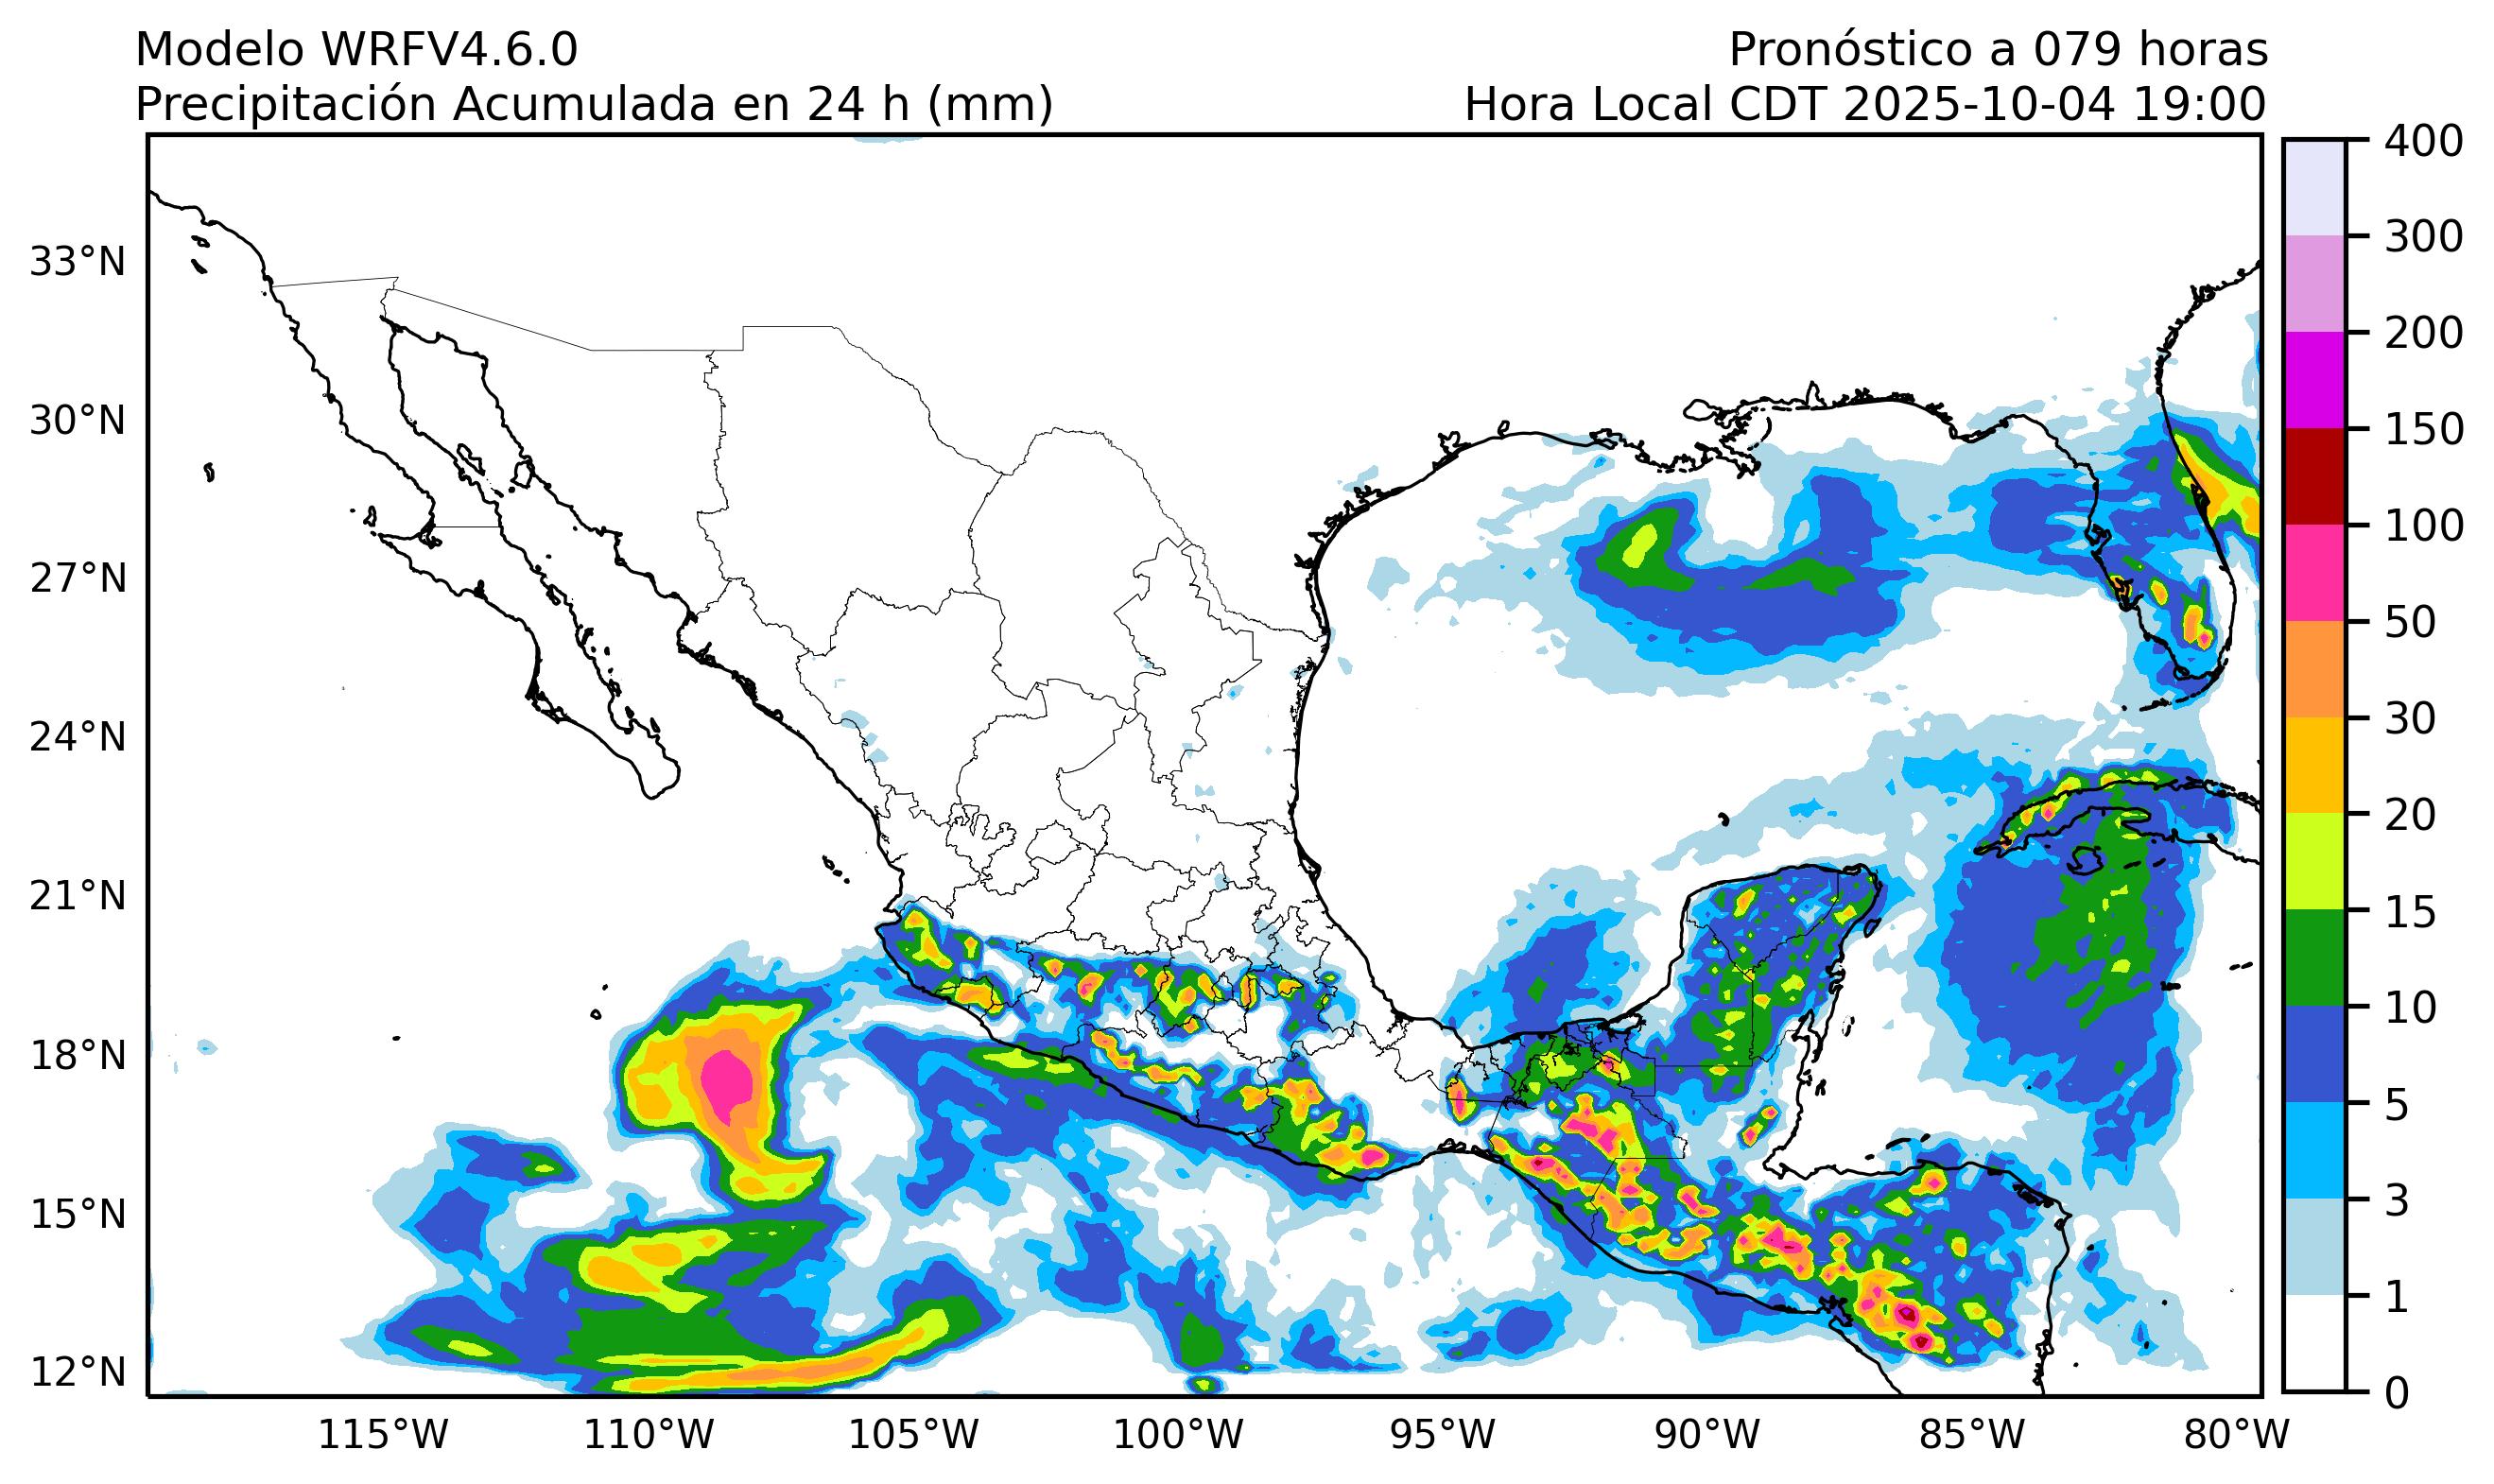 Modelo WRFV4.6.0
Pronóstico a 079 horas
Precipitación Acumulada en 24 h (mm)
Hora Local CDT 2025-10-04 19:00
400
300
200
150
100
50
30
20
15
10
5
3
1
0
33°N
30°N
27°N
24°N
21°N
18°N
15°N
12°N
115°W
110°W
105°W
100°W
95°W
90°W
85°W
80°W